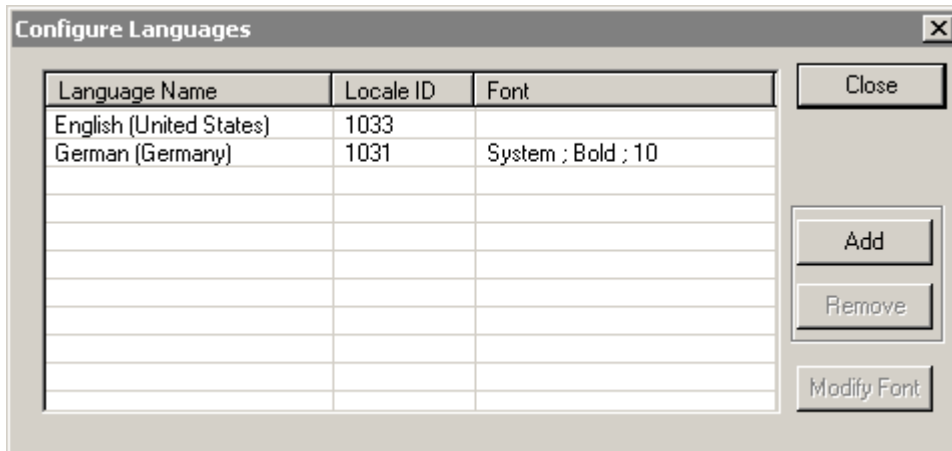 Configure Languages
Language Name Locale ID Font
English (United States) 1033
German (Germany) 1031 System ; Bold ; 10
Close
Add
Remove
Modify Font